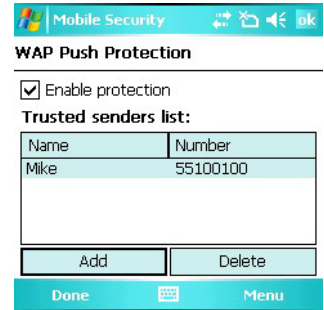 Mobile Security ok
WAP Push Protection
Enable protection
Trusted senders list:
Name Number
Mike 55100100
Add Delete
Done Menu